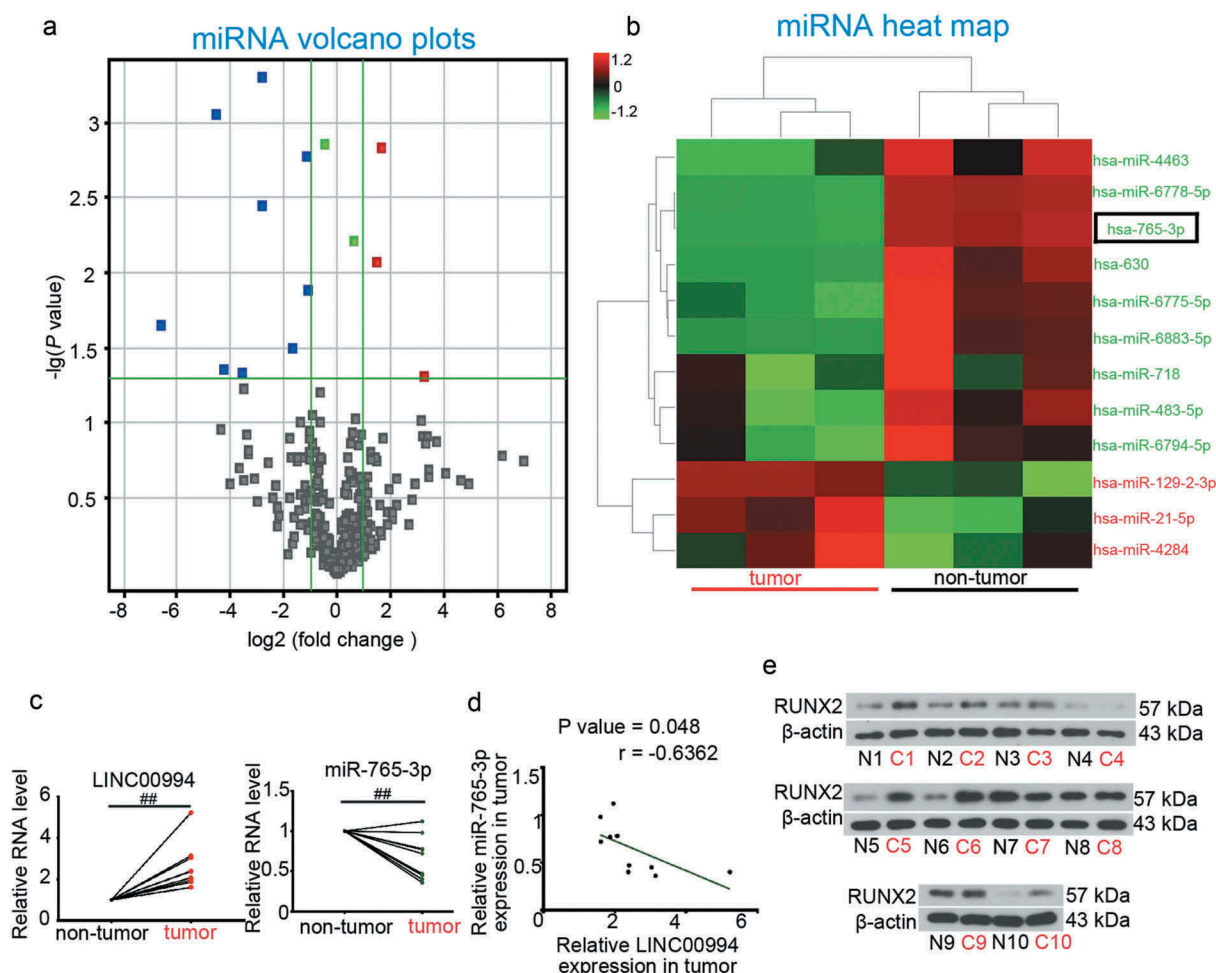 a
miRNA volcano plots
3
2.5
2
1.5
1
0.5
-lg(P value)
-8 -6 -4 -2 0 2 4 6 8
log2 (fold change )
b
miRNA heat map
1.2
-1.2
hsa-miR-4463
hsa-miR-6778-5p
hsa-765-3p
hsa-630
hsa-miR-6775-5p
hsa-miR-6883-5p
hsa-miR-718
hsa-miR-483-5p
hsa-miR-6794-5p
hsa-miR-129-2-3p
hsa-miR-21-5p
hsa-miR-4284
tumor non-tumor
c
LINC00994
##
Relative RNA level
6
4
2
0
non-tumor tumor
miR-765-3p
##
Relative RNA level
1.5
1
0.5
0
non-tumor tumor
d
P value = 0.048
r = -0.6362
Relative miR-765-3p
expression in tumor
1.5
1
0.5
0 2 4 6
Relative LINC00994
expression in tumor
e
RUNX2 57 kDa
β-actin 43 kDa
N1 C1 N2 C2 N3 C3 N4 C4
RUNX2 57 kDa
β-actin 43 kDa
N5 C5 N6 C6 N7 C7 N8 C8
RUNX2 57 kDa
β-actin 43 kDa
N9 C9 N10 C10